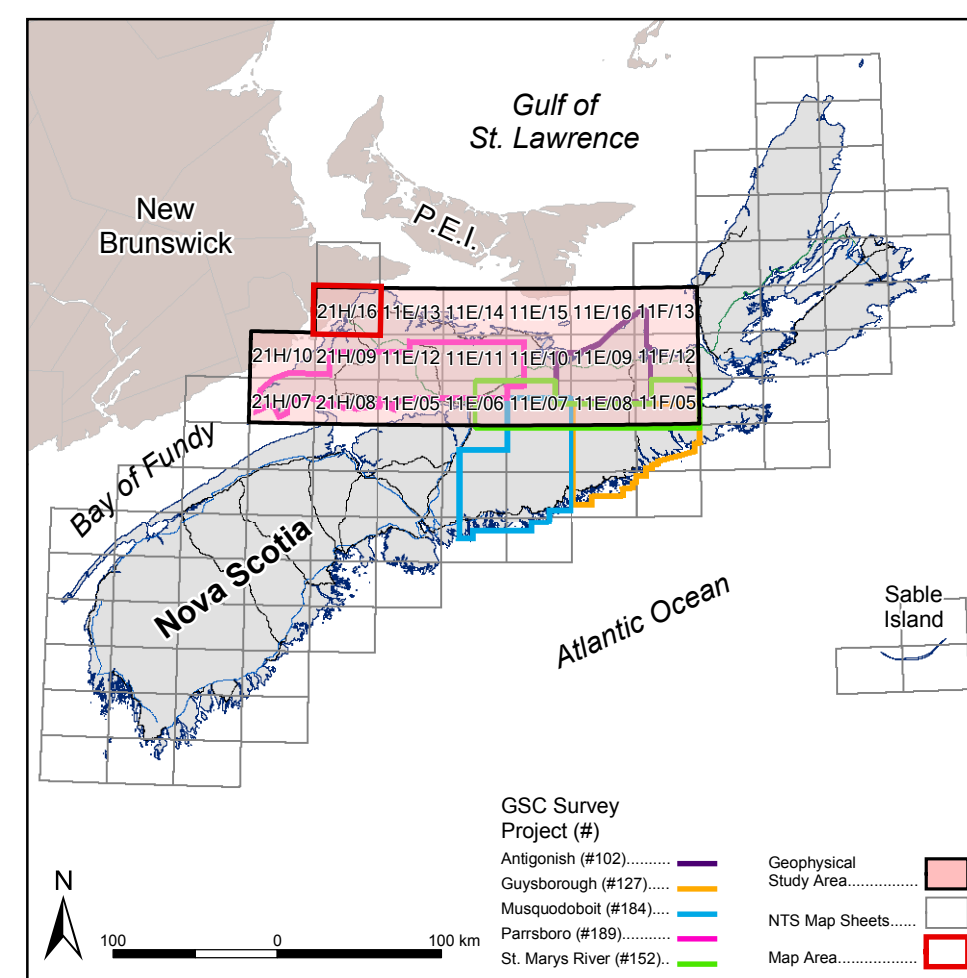 Gulf of
St. Lawrence
New
Brunswick
P.E.I.
21H/16 11E/13 11E/14 11E/15 11E/16 11F/13
21H/10 21H/09 11E/12 11E/11 11E/10 11E/09 11F/12
21H/07 21H/08 11E/05 11E/06 11E/07 11E/08 11F/05
Bay of Fundy
Nova Scotia
Atlantic Ocean
Sable
Island
GSC Survey
Project (#)
Antigonish (#102)..........
Guysborough (#127).....
Musquodoboit (#184)....
Parrsboro (#189)...........
St. Marys River (#152)..
Geophysical
Study Area................
NTS Map Sheets......
Map Area..................
N
100 0 100 km